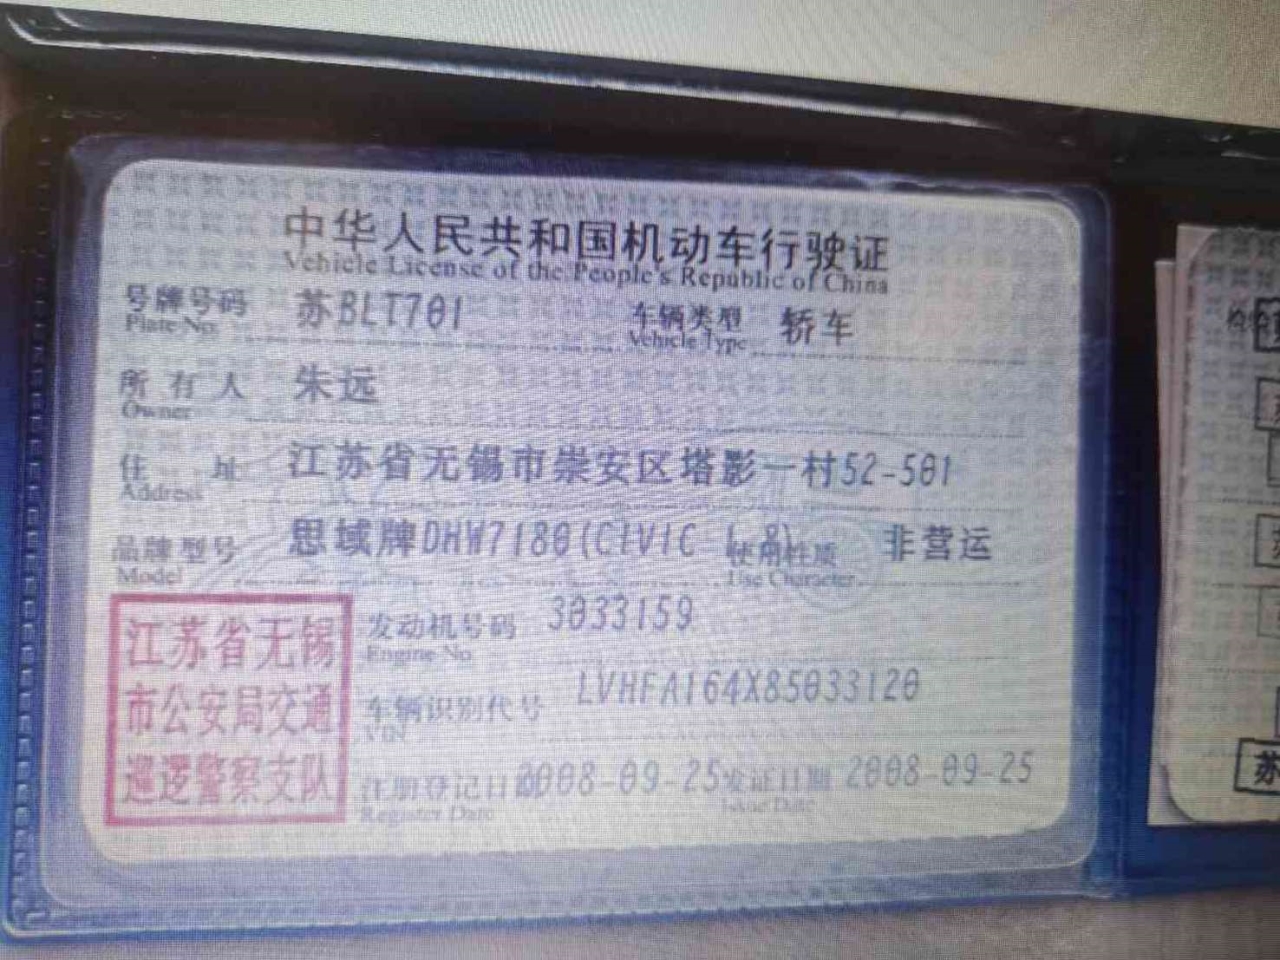 中华人民共和国机动车行驶证
Vehicle License of the People's Republic of China
号牌号码 苏BLT701 车辆类型 轿车
Plate No. Vehicle Type
所有人 朱远
Owner
住址 江苏省无锡市崇安区塔影一村52-501
Address
品牌型号 思域牌DHW7180(CIVIC 1.8) 使用性质 非营运
Model Use Character
发动机号码 3033159
Engine No.
车辆识别代号 LVHFA164X85033120
VIN
注册登记日期 2008-09-25 发证日期 2008-09-25
Register Date Issue Date
江苏省无锡
市公安局交通
巡逻警察支队
苏